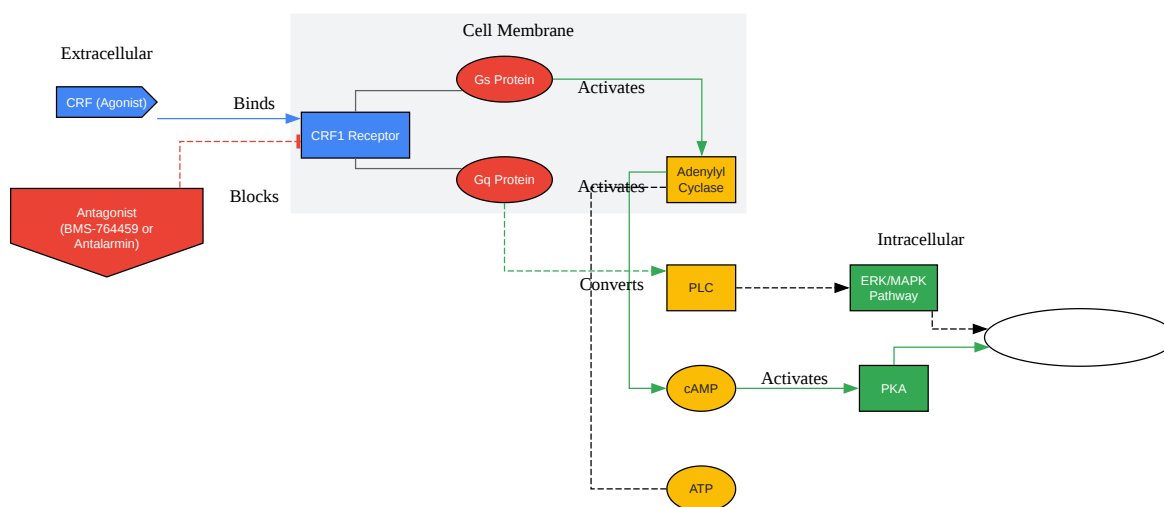 Cell Membrane
Extracellular
Gs Protein
Activates
CRF (Agonist)
Binds
CRF1 Receptor
Adenylyl
Cyclase
Gq Protein
Activates
Blocks
Antagonist
(BMS-764459 or
Antalarmin)
Intracellular
ERK/MAPK
Pathway
PLC
Converts
cAMP
Activates
PKA
ATP